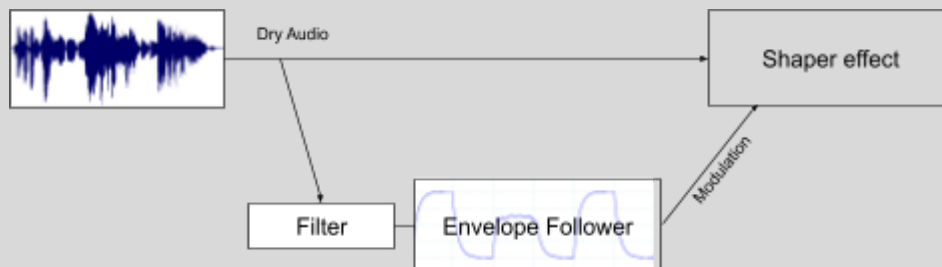 Dry Audio
Shaper effect
Modulation
Filter
Envelope Follower